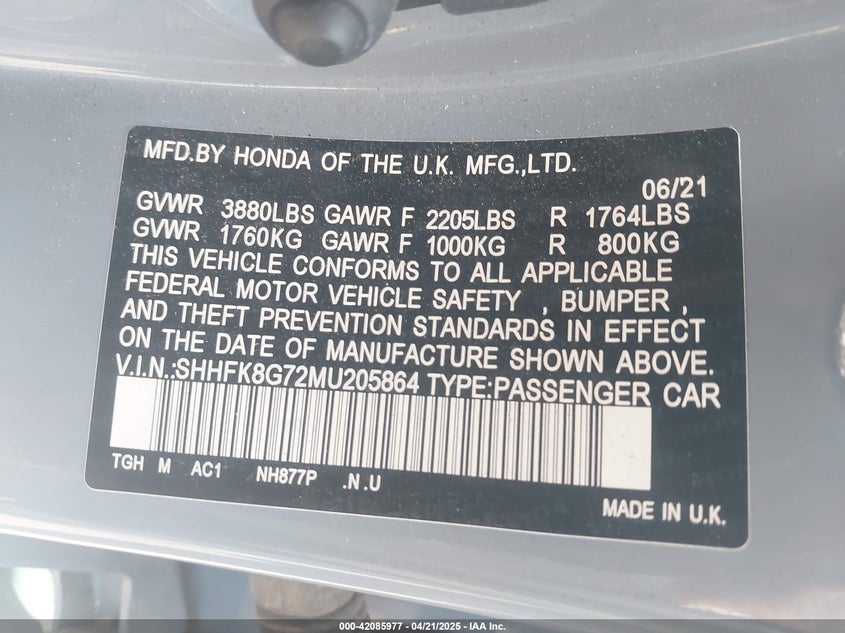 MFD.BY HONDA OF THE U.K. MFG.,LTD.
06/21
GVWR 3880LBS GAWR F 2205LBS R 1764LBS
GVWR 1760KG GAWR F 1000KG R 800KG
THIS VEHICLE CONFORMS TO ALL APPLICABLE
FEDERAL MOTOR VEHICLE SAFETY , BUMPER ,
AND THEFT PREVENTION STANDARDS IN EFFECT
ON THE DATE OF MANUFACTURE SHOWN ABOVE.
V.I.N.:SHHFK8G72MU205864 TYPE:PASSENGER CAR
TGH M AC1 NH877P .N.U
MADE IN U.K.
000-42085977 - 04/21/2025 - IAA Inc.